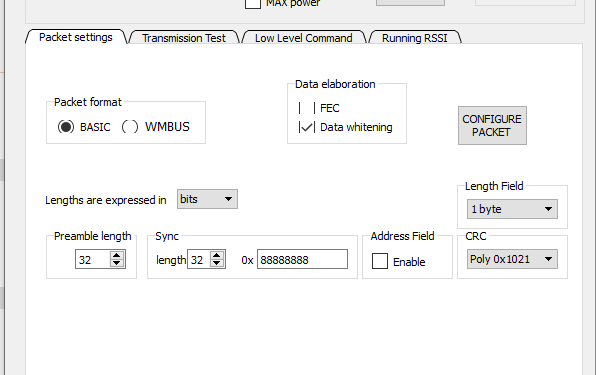 MAX power
Packet settings
Transmission Test
Low Level Command
Running RSSI
Data elaboration
FEC
Data whitening
Packet format
BASIC
WMBUS
CONFIGURE
PACKET
Lengths are expressed in
bits
Length Field
1 byte
Preamble length
32
Sync
length
32
0x
88888888
Address Field
Enable
CRC
Poly 0x1021